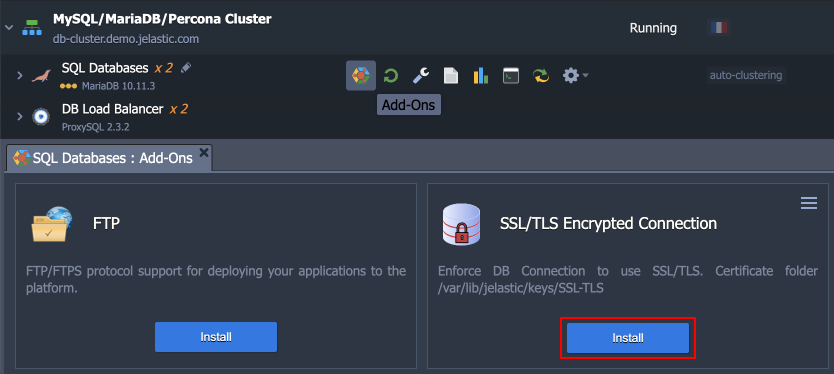 MySQL/MariaDB/Percona Cluster
db-cluster.demo.jelastic.com
Running
SQL Databases x 2
MariaDB 10.11.3
auto-clustering
Add-Ons
DB Load Balancer x 2
ProxySQL 2.3.2
SQL Databases : Add-Ons
FTP
FTP/FTPS protocol support for deploying your applications to the
platform.
Install
SSL/TLS Encrypted Connection
Enforce DB Connection to use SSL/TLS. Certificate folder
/var/lib/jelastic/keys/SSL-TLS
Install